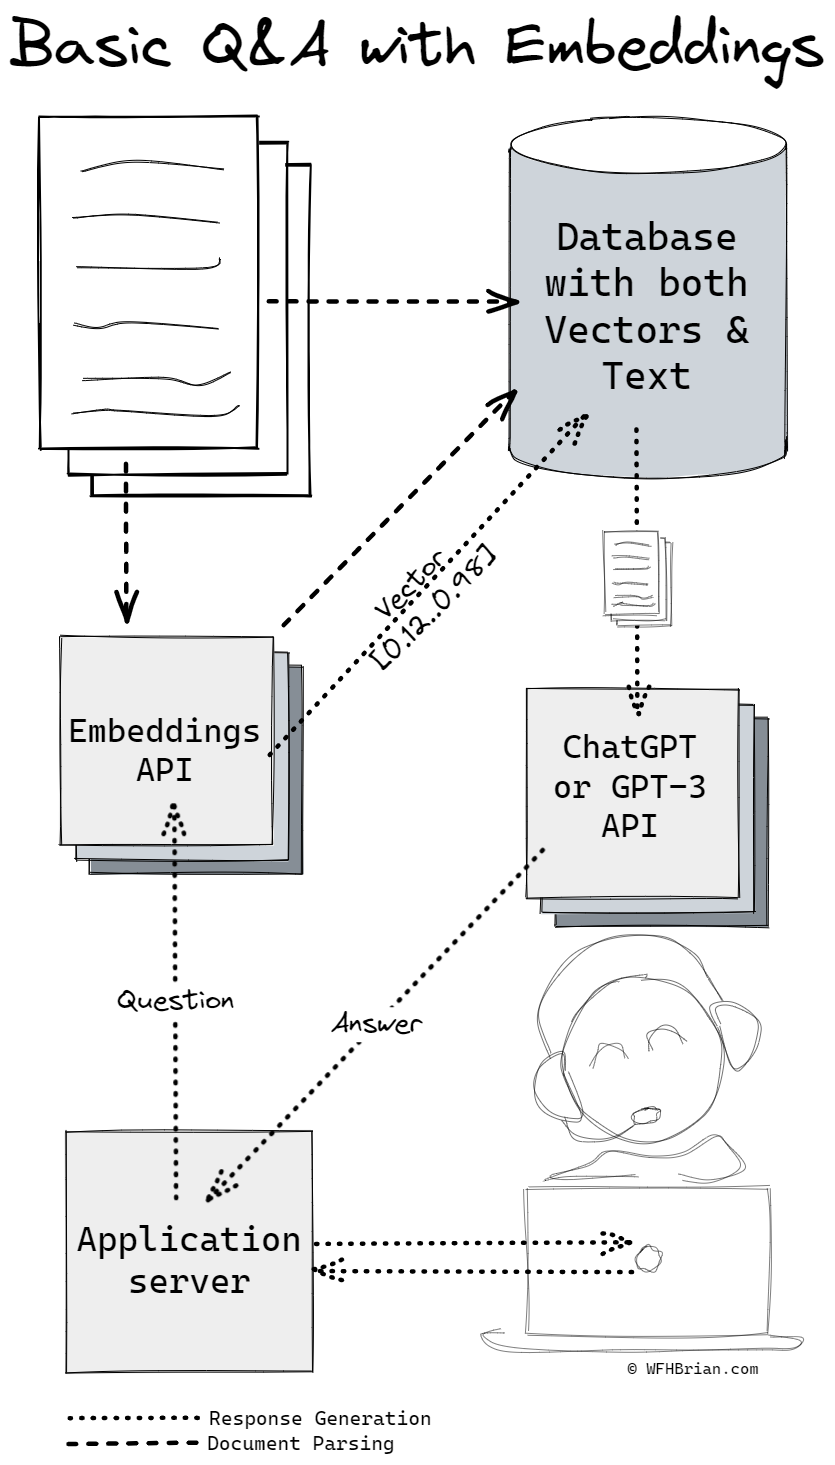 Basic Q&A with Embeddings
Database
with both
Vectors &
Text
Vector
[0.12..0.98]
Embeddings
API
ChatGPT
or GPT-3
API
Question
Answer
Application
server
© WFHBrian.com
Response Generation
Document Parsing